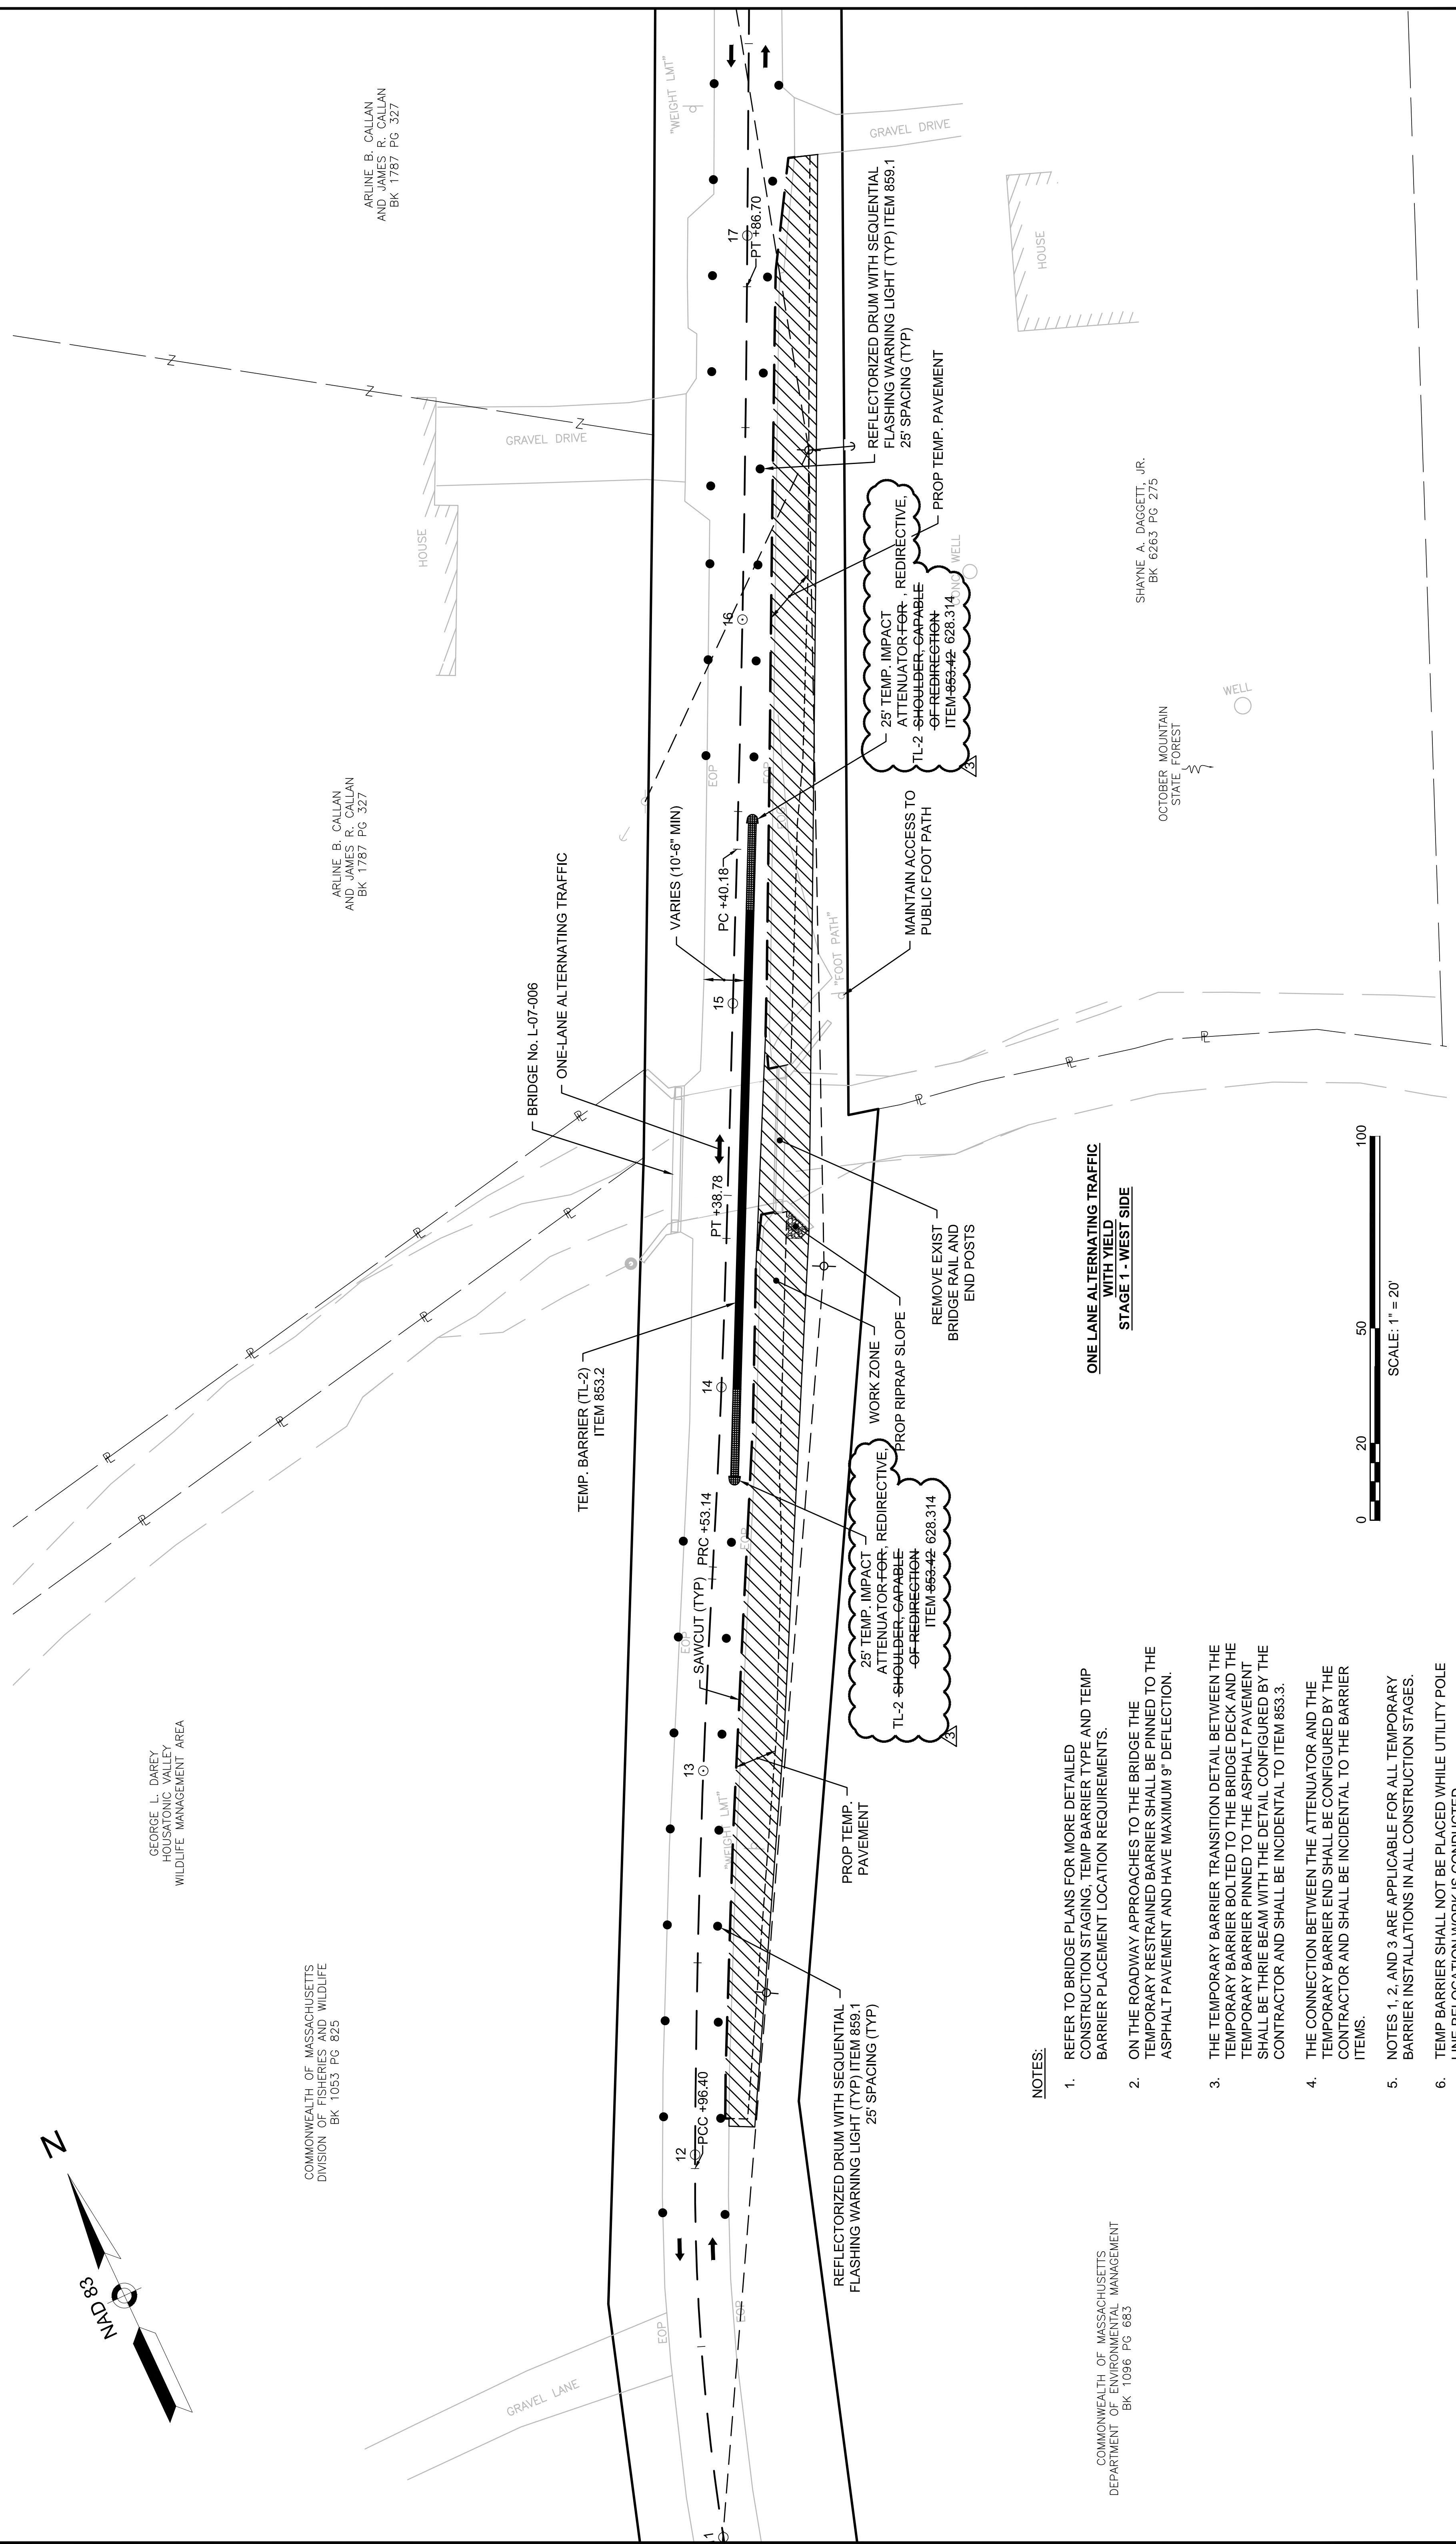 ARLINE B. CALLAN
AND JAMES R. CALLAN
BK 1787 PG 327
"WEIGHT LMT"
GRAVEL DRIVE
17
PT +86.70
REFLECTORIZED DRUM WITH SEQUENTIAL
FLASHING WARNING LIGHT (TYP) ITEM 859.1
25' SPACING (TYP)
HOUSE
GRAVEL DRIVE
HOUSE
PROP TEMP. PAVEMENT
CONC WELL
16
25' TEMP. IMPACT
ATTENUATOR FOR , REDIRECTIVE,
TL-2 SHOULDER, CAPABLE
OF REDIRECTION
ITEM 853.42 628.314
3
SHAYNE A. DAGGETT, JR.
BK 6263 PG 275
WELL
OCTOBER MOUNTAIN
STATE FOREST
EOP
EOP
EOP
ARLINE B. CALLAN
AND JAMES R. CALLAN
BK 1787 PG 327
VARIES (10'-6" MIN)
PC +40.18
15
MAINTAIN ACCESS TO
PUBLIC FOOT PATH
"FOOT PATH"
BRIDGE No. L-07-006
ONE-LANE ALTERNATING TRAFFIC
PT +38.78
TEMP. BARRIER (TL-2)
ITEM 853.2
14
REMOVE EXIST
BRIDGE RAIL AND
END POSTS
WORK ZONE
PROP RIPRAP SLOPE
ONE LANE ALTERNATING TRAFFIC
WITH YIELD
STAGE 1 - WEST SIDE
0
20
50
100
SCALE: 1" = 20'
PRC +53.14
SAWCUT (TYP)
EOP
EOP
25' TEMP. IMPACT
ATTENUATOR FOR , REDIRECTIVE,
TL-2 SHOULDER, CAPABLE
OF REDIRECTION
ITEM 853.42 628.314
3
13
"WEIGHT LMT"
PROP TEMP.
PAVEMENT
GEORGE L. DAREY
HOUSATONIC VALLEY
WILDLIFE MANAGEMENT AREA
COMMONWEALTH OF MASSACHUSETTS
DIVISION OF FISHERIES AND WILDLIFE
BK 1053 PG 825
12
PCC +96.40
REFLECTORIZED DRUM WITH SEQUENTIAL
FLASHING WARNING LIGHT (TYP) ITEM 859.1
25' SPACING (TYP)
N
NAD 83
EOP
EOP
GRAVEL LANE
COMMONWEALTH OF MASSACHUSETTS
DEPARTMENT OF ENVIRONMENTAL MANAGEMENT
BK 1096 PG 683
NOTES:
1. REFER TO BRIDGE PLANS FOR MORE DETAILED
CONSTRUCTION STAGING, TEMP BARRIER TYPE AND TEMP
BARRIER PLACEMENT LOCATION REQUIREMENTS.
2. ON THE ROADWAY APPROACHES TO THE BRIDGE THE
TEMPORARY RESTRAINED BARRIER SHALL BE PINNED TO THE
ASPHALT PAVEMENT AND HAVE MAXIMUM 9" DEFLECTION.
3. THE TEMPORARY BARRIER TRANSITION DETAIL BETWEEN THE
TEMPORARY BARRIER BOLTED TO THE BRIDGE DECK AND THE
TEMPORARY BARRIER PINNED TO THE ASPHALT PAVEMENT
SHALL BE THRIE BEAM WITH THE DETAIL CONFIGURED BY THE
CONTRACTOR AND SHALL BE INCIDENTAL TO ITEM 853.3.
4. THE CONNECTION BETWEEN THE ATTENUATOR AND THE
TEMPORARY BARRIER END SHALL BE CONFIGURED BY THE
CONTRACTOR AND SHALL BE INCIDENTAL TO THE BARRIER
ITEMS.
5. NOTES 1, 2, AND 3 ARE APPLICABLE FOR ALL TEMPORARY
BARRIER INSTALLATIONS IN ALL CONSTRUCTION STAGES.
6. TEMP BARRIER SHALL NOT BE PLACED WHILE UTILITY POLE
LINE RELOCATION WORK IS CONDUCTED